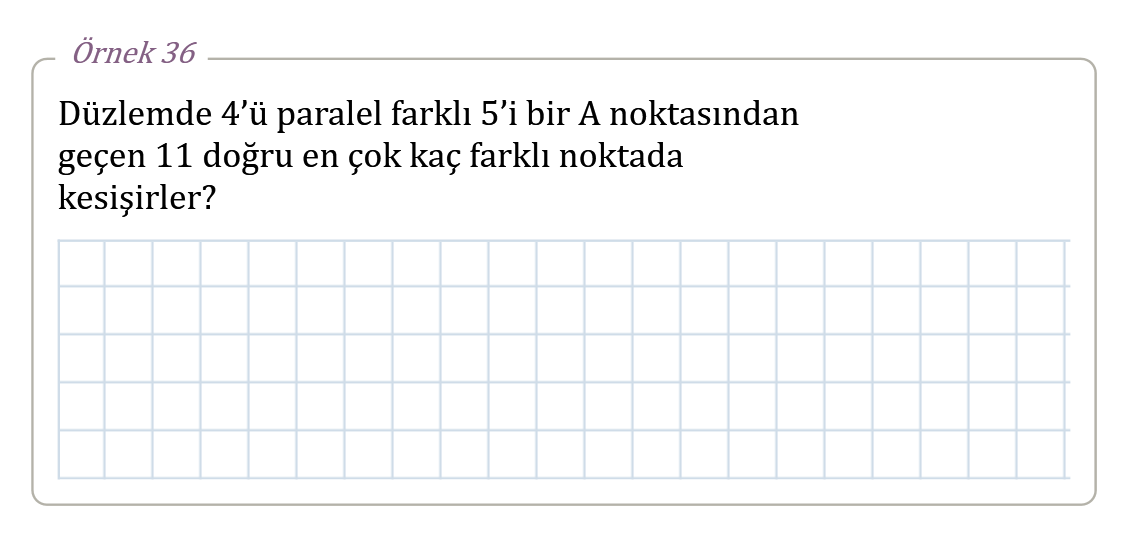 Örnek 36
Düzlemde 4’ü paralel farklı 5’i bir A noktasından
geçen 11 doğru en çok kaç farklı noktada
kesişirler?